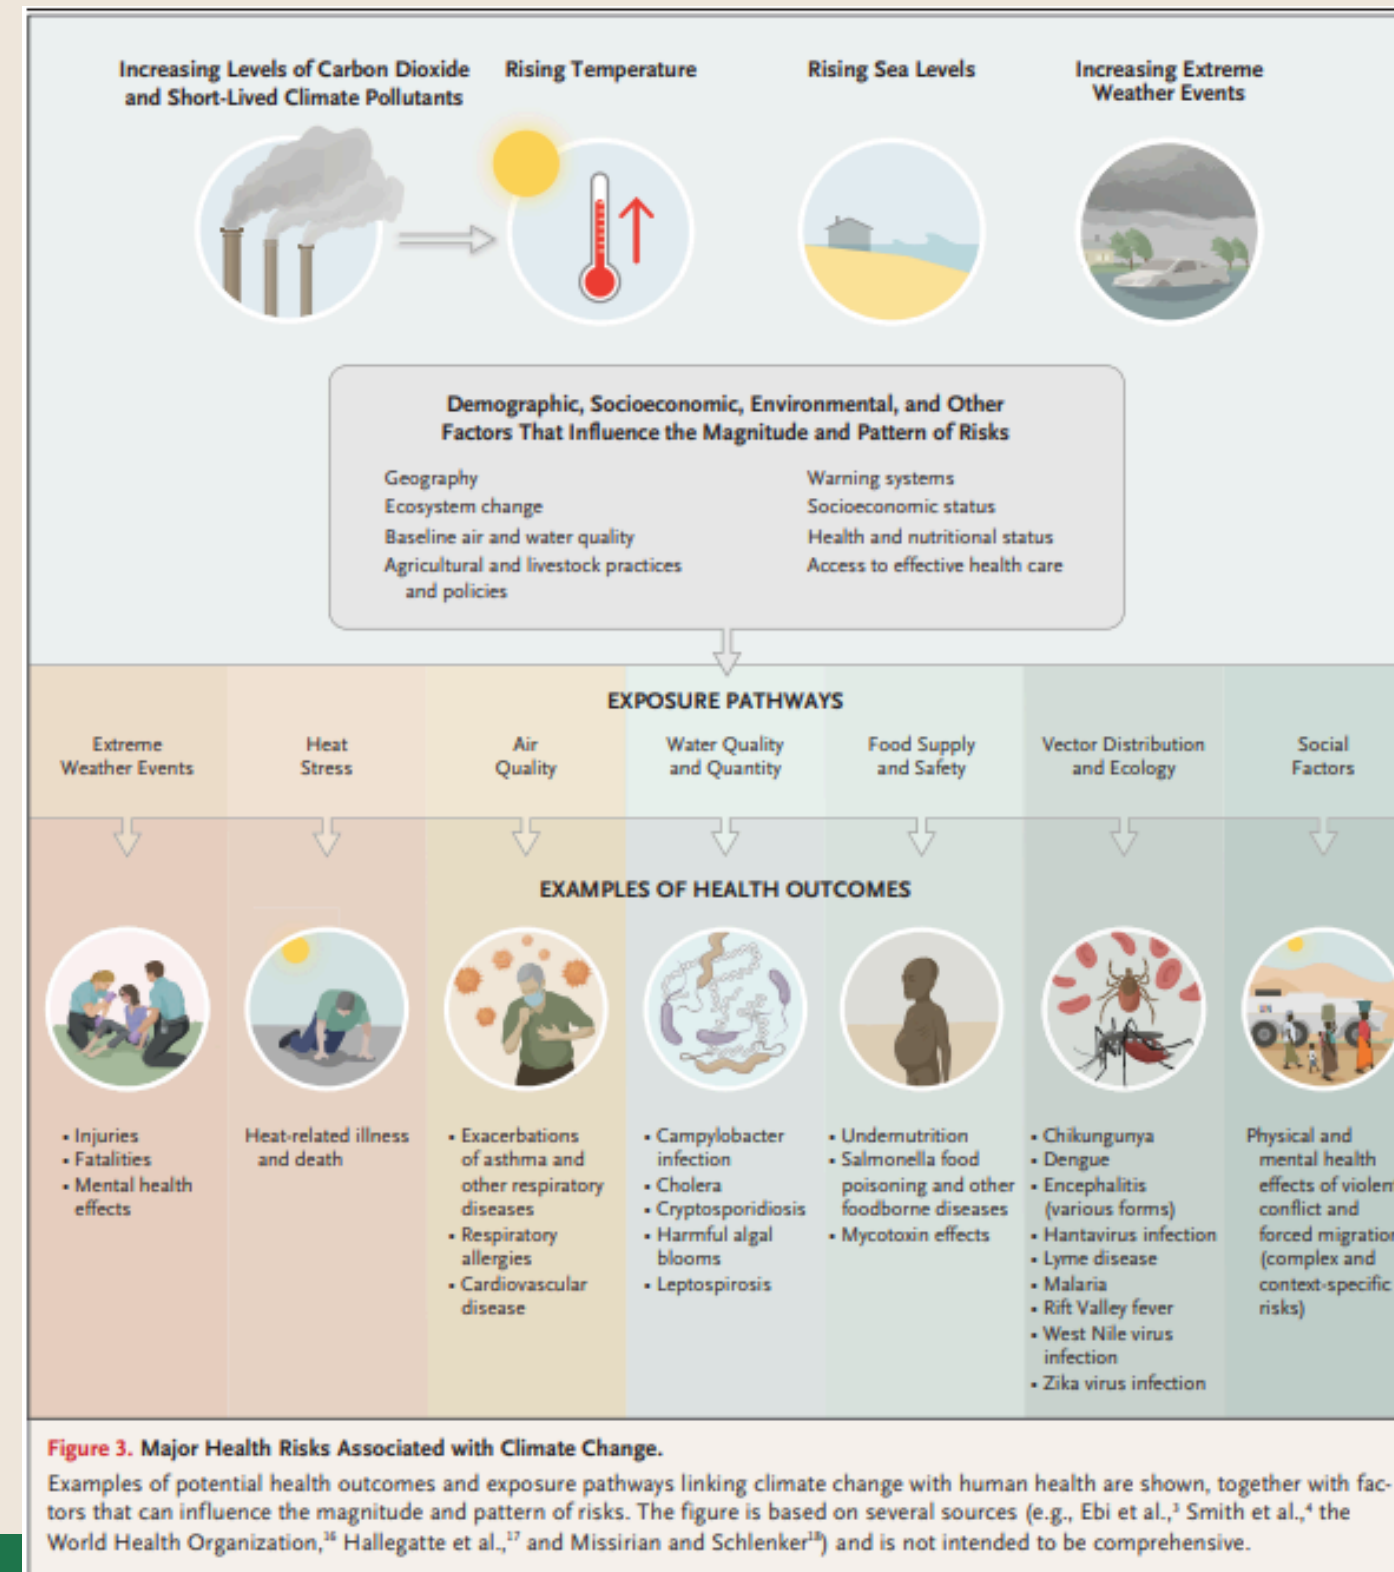 Increasing Levels of Carbon Dioxide
and Short-Lived Climate Pollutants
Rising Temperature
Rising Sea Levels
Increasing Extreme
Weather Events
Demographic, Socioeconomic, Environmental, and Other
Factors That Influence the Magnitude and Pattern of Risks
Geography
Ecosystem change
Baseline air and water quality
Agricultural and livestock practices
and policies
Warning systems
Socioeconomic status
Health and nutritional status
Access to effective health care
EXPOSURE PATHWAYS
Extreme
Weather Events
Heat
Stress
Air
Quality
Water Quality
and Quantity
Food Supply
and Safety
Vector Distribution
and Ecology
Social
Factors
EXAMPLES OF HEALTH OUTCOMES
UN
▪ Injuries
▪ Fatalities
▪ Mental health
effects
Heat-related illness
and death
▪ Exacerbations
of asthma and
other respiratory
diseases
▪ Respiratory
allergies
▪ Cardiovascular
disease
▪ Campylobacter
infection
▪ Cholera
▪ Cryptosporidiosis
▪ Harmful algal
blooms
▪ Leptospirosis
▪ Undernutrition
▪ Salmonella food
poisoning and other
foodborne diseases
▪ Mycotoxin effects
▪ Chikungunya
▪ Dengue
▪ Encephalitis
(various forms)
▪ Hantavirus infection
▪ Lyme disease
▪ Malaria
▪ Rift Valley fever
▪ West Nile virus
infection
▪ Zika virus infection
Physical and
mental health
effects of violent
conflict and
forced migration
(complex and
context-specific
risks)
Figure 3. Major Health Risks Associated with Climate Change.
Examples of potential health outcomes and exposure pathways linking climate change with human health are shown, together with fac-
tors that can influence the magnitude and pattern of risks. The figure is based on several sources (e.g., Ebi et al.,³ Smith et al.,⁴ the
World Health Organization,¹⁶ Hallegatte et al.,¹⁷ and Missirian and Schlenker¹⁸) and is not intended to be comprehensive.